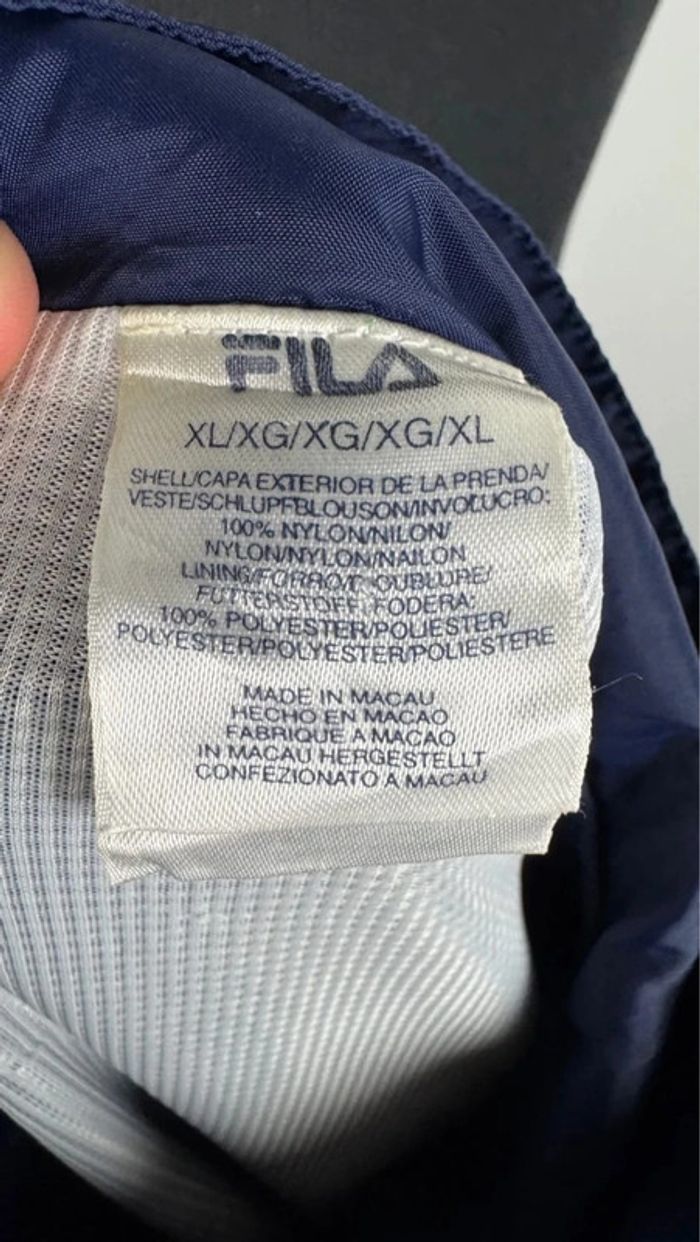 FILA
XL/XG/XG/XG/XL
SHELL/CAPA EXTERIOR DE LA PRENDA/
VESTE/SCHLUPFBLOUSON/INVOLUCRO:
100% NYLON/NILON/
NYLON/NYLON/NAILON
LINING/FORRO/
FUTTERSTOFF/FODERA:
100% POLYESTER/POLIESTER/
POLYESTER/POLYESTER/POLIESTERE
MADE IN MACAU
HECHO EN MACAO
FABRIQUE A MACAO
IN MACAU HERGESTELLT
CONFEZIONATO A MACAU